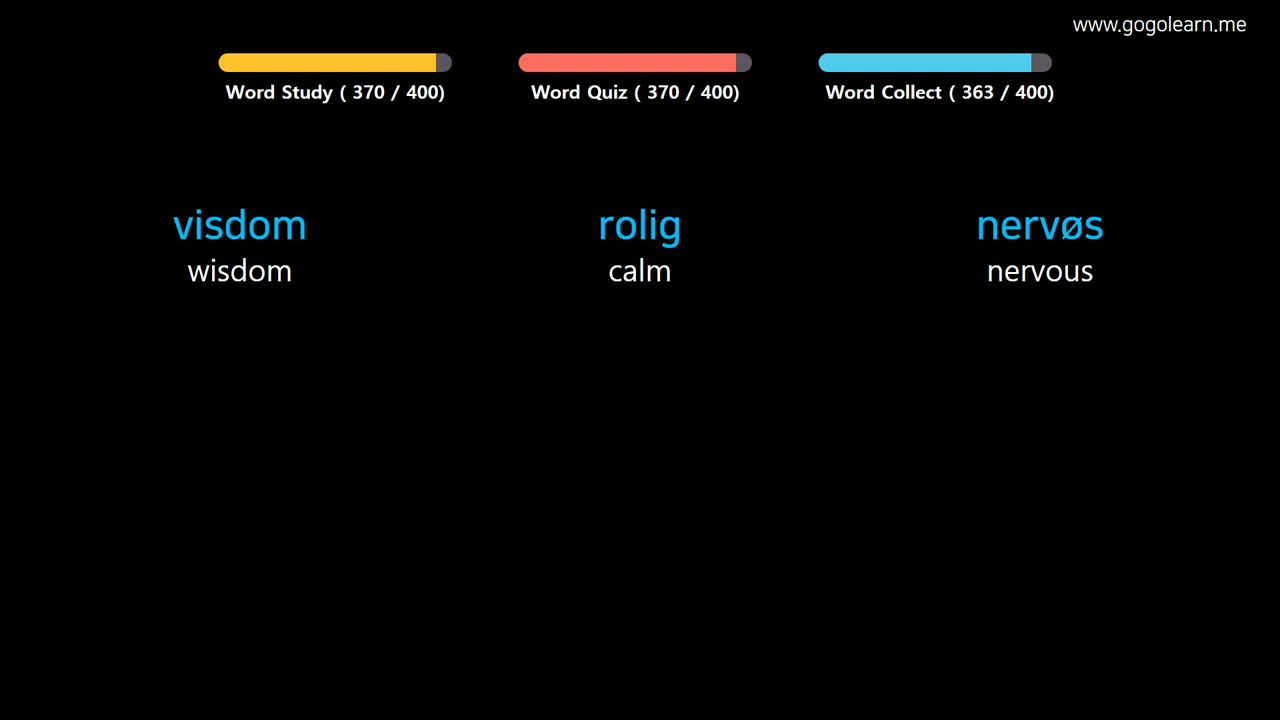 www.gogolearn.me
Word Study ( 370 / 400)
Word Quiz ( 370 / 400)
Word Collect ( 363 / 400)
visdom
wisdom
rolig
calm
nervøs
nervous